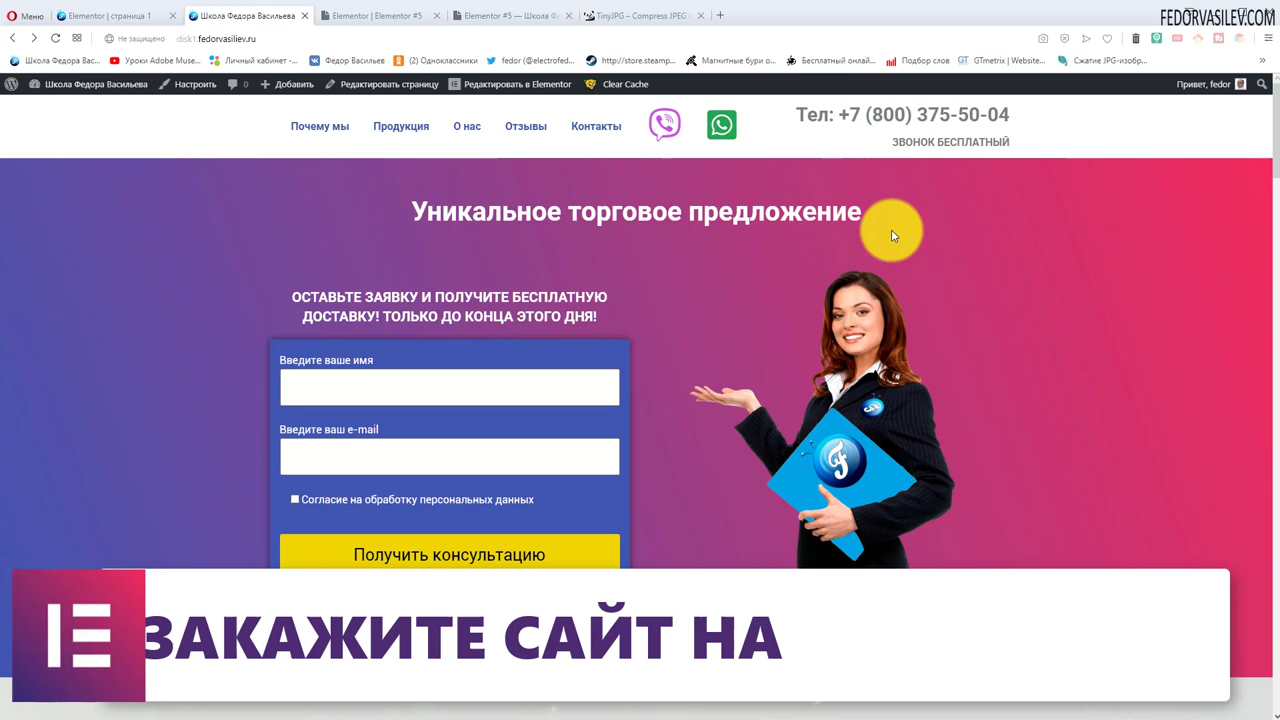 Меню
Elementor | страница 1
Школа Федора Васильева
Elementor | Elementor #5
Elementor #5 — Школа Ф
TinyJPG – Compress JPEG
FEDORVASILEV.COM
Не защищено
disk1.fedorvasiliev.ru
Школа Федора Вас...
Уроки Adobe Muse...
Личный кабинет -...
Федор Васильев
(2) Одноклассники
fedor (@electrofed...
http://store.steamp...
Магнитные бури о...
Бесплатный онлай...
Подбор слов
GTmetrix | Website...
Сжатие JPG-изобр...
Школа Федора Васильева
Настроить
0
Добавить
Редактировать страницу
Редактировать в Elementor
Clear Cache
Привет, fedor
Почему мы
Продукция
О нас
Отзывы
Контакты
Тел: +7 (800) 375-50-04
ЗВОНОК БЕСПЛАТНЫЙ
Уникальное торговое предложение
ОСТАВЬТЕ ЗАЯВКУ И ПОЛУЧИТЕ БЕСПЛАТНУЮ
ДОСТАВКУ! ТОЛЬКО ДО КОНЦА ЭТОГО ДНЯ!
Введите ваше имя
Введите ваш e-mail
Согласие на обработку персональных данных
Получить консультацию
ЗАКАЖИТЕ САЙТ НА